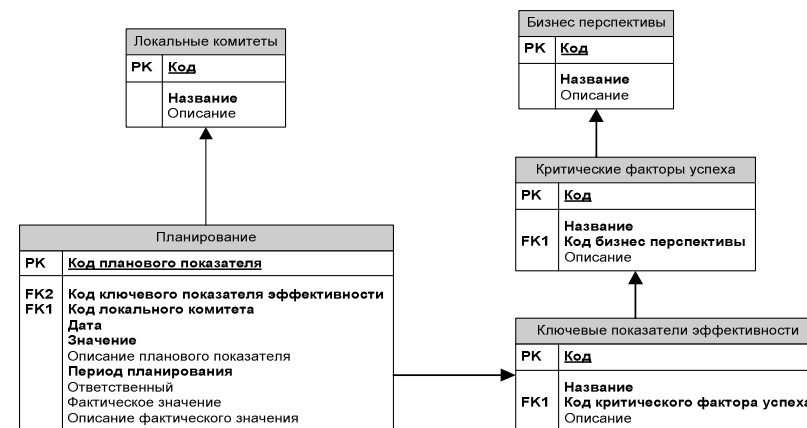 Локальные комитеты
PK Код
Название
Описание
Бизнес перспективы
PK Код
Название
Описание
Критические факторы успеха
PK Код
Название
FK1 Код бизнес перспективы
Описание
Планирование
PK Код планового показателя
FK2 Код ключевого показателя эффективности
FK1 Код локального комитета
Дата
Значение
Описание планового показателя
Период планирования
Ответственный
Фактическое значение
Описание фактического значения
Ключевые показатели эффективности
PK Код
Название
FK1 Код критического фактора успеха
Описание